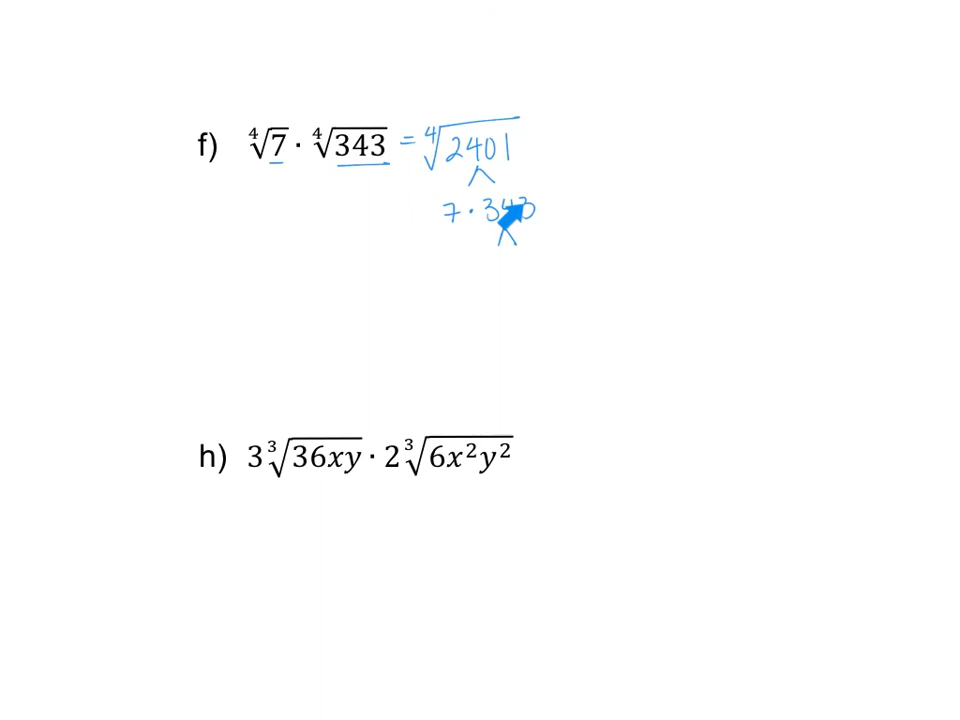 f) ∜7 · ∜343 = ∜2401
7 · 343
h) 3∛36xy · 2∛6x²y²